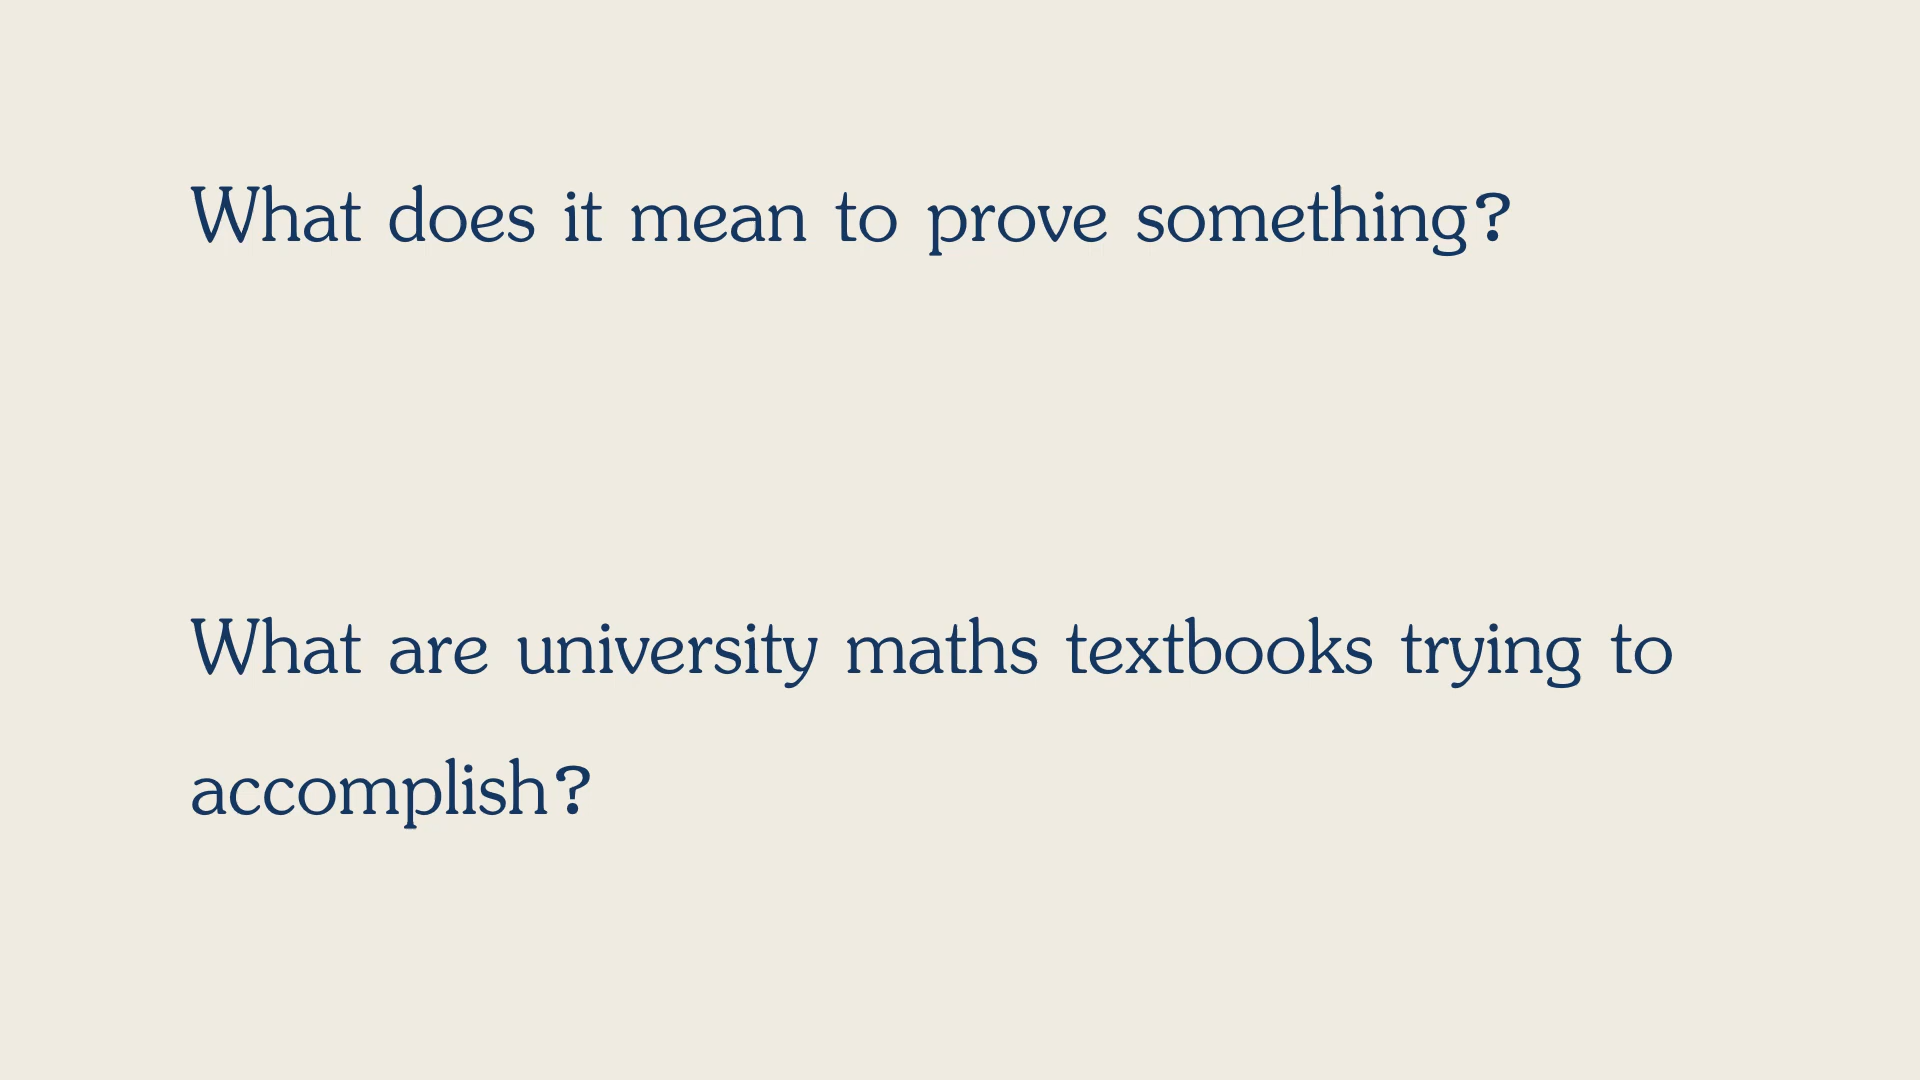 What does it mean to prove something?
What are university maths textbooks trying to
accomplish?